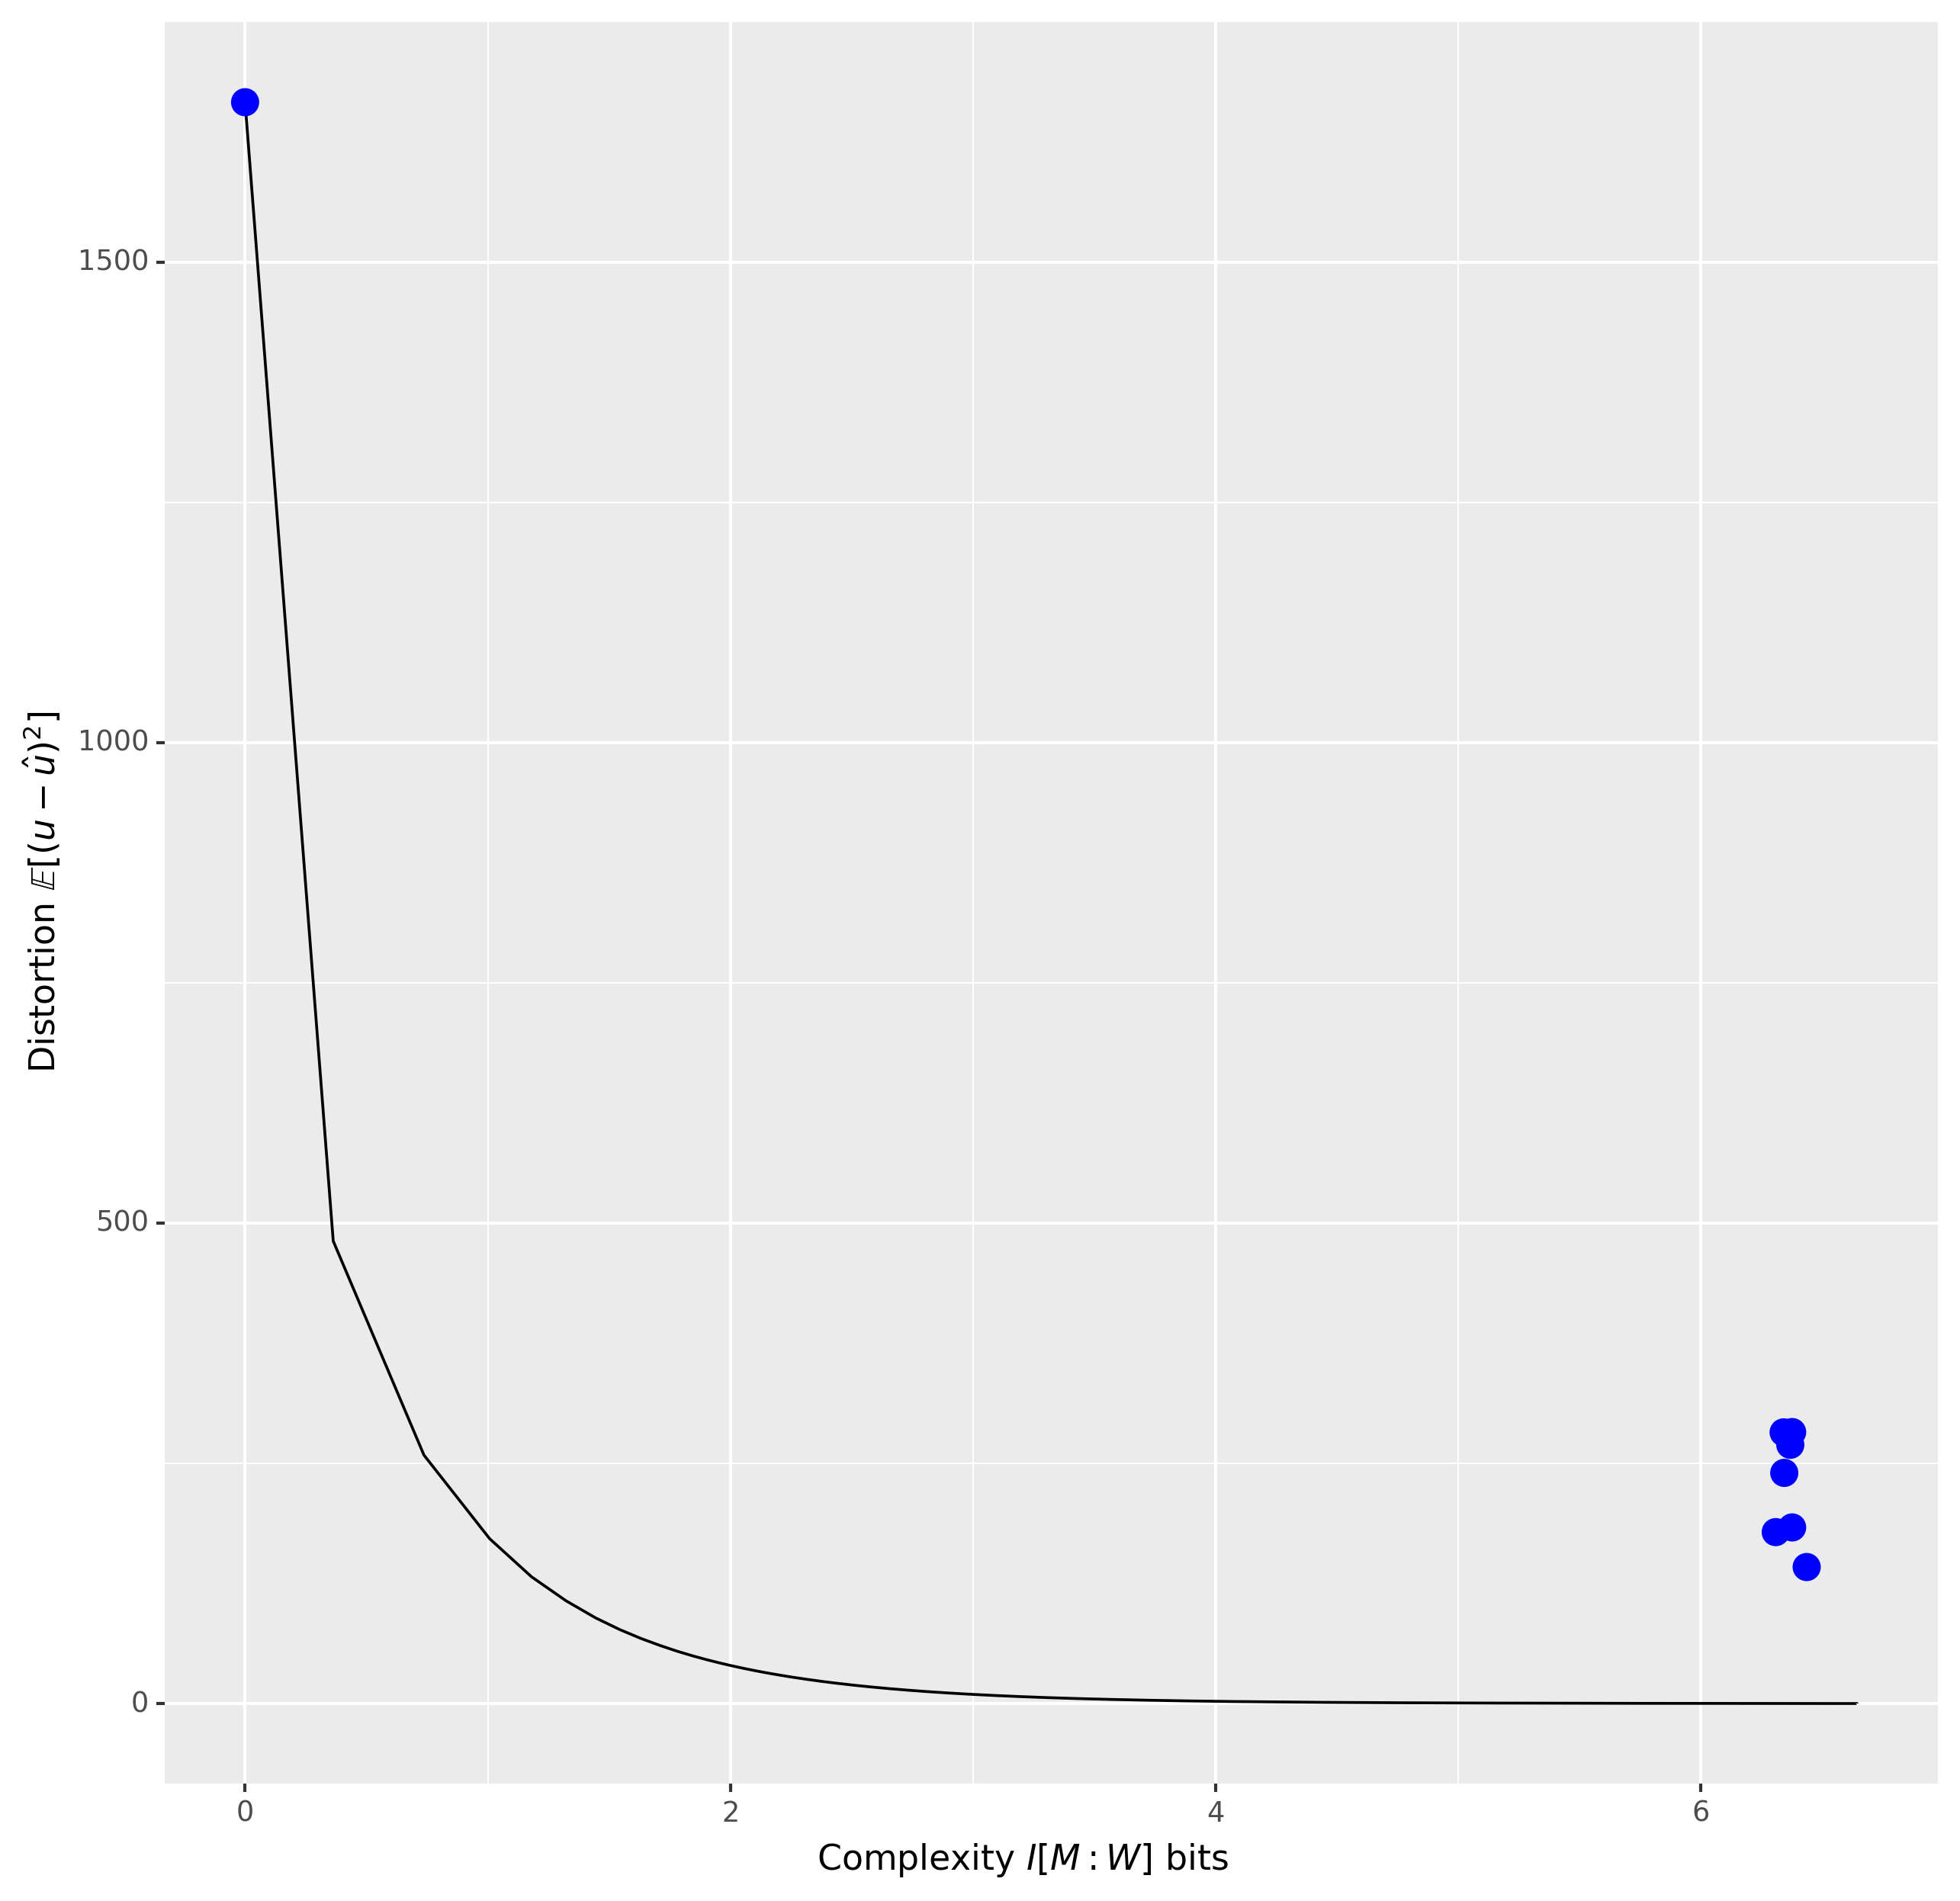 1500
1000
500
0
Distortion 𝔼[(u − û)²]
0 2 4 6
Complexity I[M : W] bits